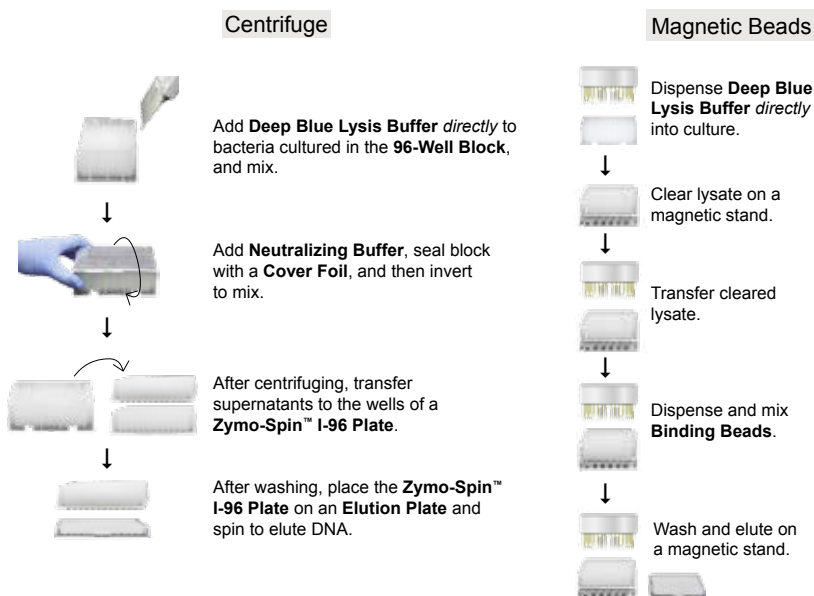 Centrifuge
Add Deep Blue Lysis Buffer directly to
bacteria cultured in the 96-Well Block,
and mix.
Add Neutralizing Buffer, seal block
with a Cover Foil, and then invert
to mix.
After centrifuging, transfer
supernatants to the wells of a
Zymo-Spin™ I-96 Plate.
After washing, place the Zymo-Spin™
I-96 Plate on an Elution Plate and
spin to elute DNA.
Magnetic Beads
Dispense Deep Blue
Lysis Buffer directly
into culture.
Clear lysate on a
magnetic stand.
Transfer cleared
lysate.
Dispense and mix
Binding Beads.
Wash and elute on
a magnetic stand.